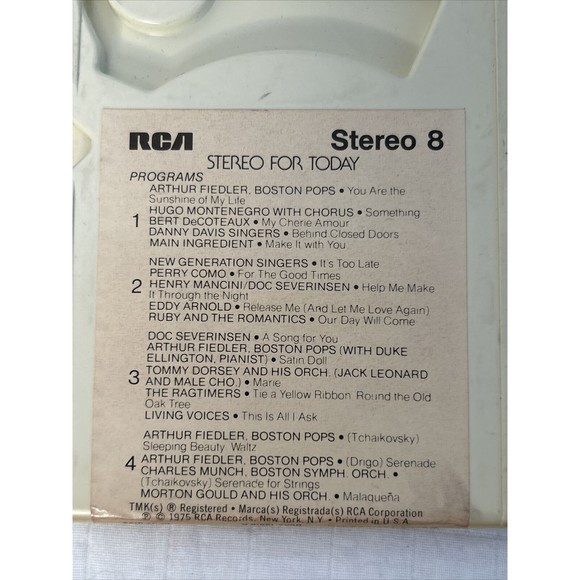 RCA Stereo 8
STEREO FOR TODAY
PROGRAMS
ARTHUR FIEDLER, BOSTON POPS • You Are the
Sunshine of My Life
1 HUGO MONTENEGRO WITH CHORUS • Something
BERT DeCOTEAUX • My Cherie Amour
DANNY DAVIS SINGERS • Behind Closed Doors
MAIN INGREDIENT • Make It with You
NEW GENERATION SINGERS • It's Too Late
PERRY COMO • For The Good Times
2 HENRY MANCINI/DOC SEVERINSEN • Help Me Make
It Through the Night
EDDY ARNOLD • Release Me (And Let Me Love Again)
RUBY AND THE ROMANTICS • Our Day Will Come
DOC SEVERINSEN • A Song for You
ARTHUR FIEDLER, BOSTON POPS (WITH DUKE
ELLINGTON, PIANIST) • Satin Doll
3 TOMMY DORSEY AND HIS ORCH. (JACK LEONARD
AND MALE CHO.) • Marie
THE RAGTIMERS • Tie a Yellow Ribbon 'Round the Old
Oak Tree
LIVING VOICES • This Is All I Ask
ARTHUR FIEDLER, BOSTON POPS • (Tchaikovsky)
Sleeping Beauty Waltz
4 ARTHUR FIEDLER, BOSTON POPS • (Drigo) Serenade
CHARLES MUNCH, BOSTON SYMPH. ORCH. •
(Tchaikovsky) Serenade for Strings
MORTON GOULD AND HIS ORCH. • Malagueña
TMK(s) ® Registered • Marca(s) Registrada(s) RCA Corporation
℗ © 1975 RCA Records, New York, N.Y. • Printed in U.S.A.